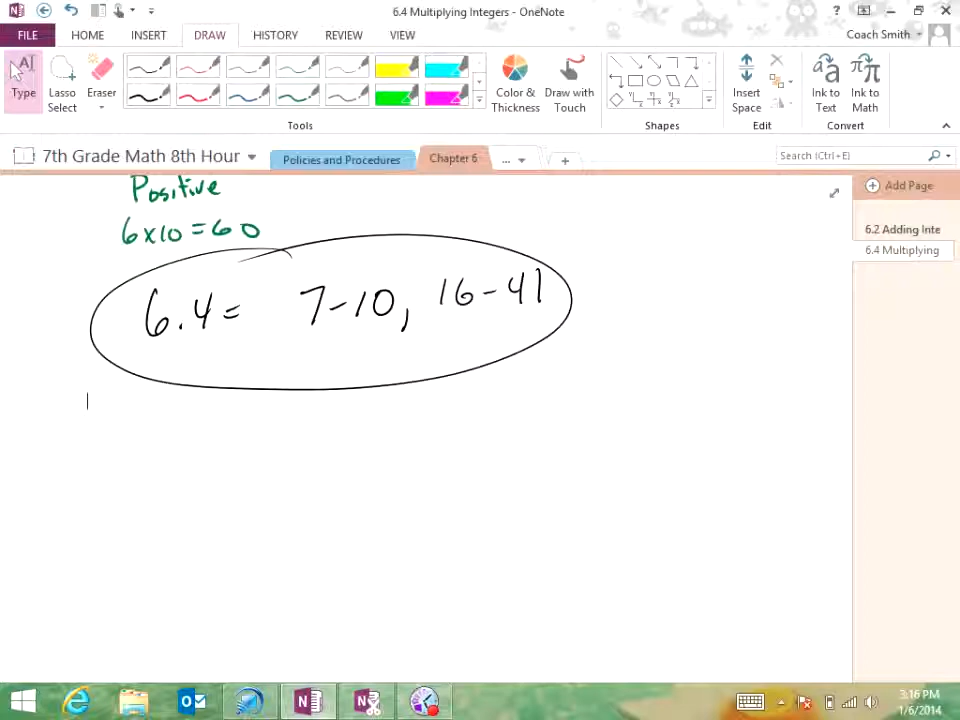 6.4 Multiplying Integers - OneNote
FILE HOME INSERT DRAW HISTORY REVIEW VIEW Coach Smith
Type Lasso Select Eraser Color & Thickness Draw with Touch Insert Space Ink to Text Ink to Math
Tools Shapes Edit Convert
7th Grade Math 8th Hour Policies and Procedures Chapter 6 ... + Search (Ctrl+E)
Add Page
6.2 Adding Inte
6.4 Multiplying
Positive
6x10=60
6.4= 7-10, 16-41
3:16 PM
1/6/2014